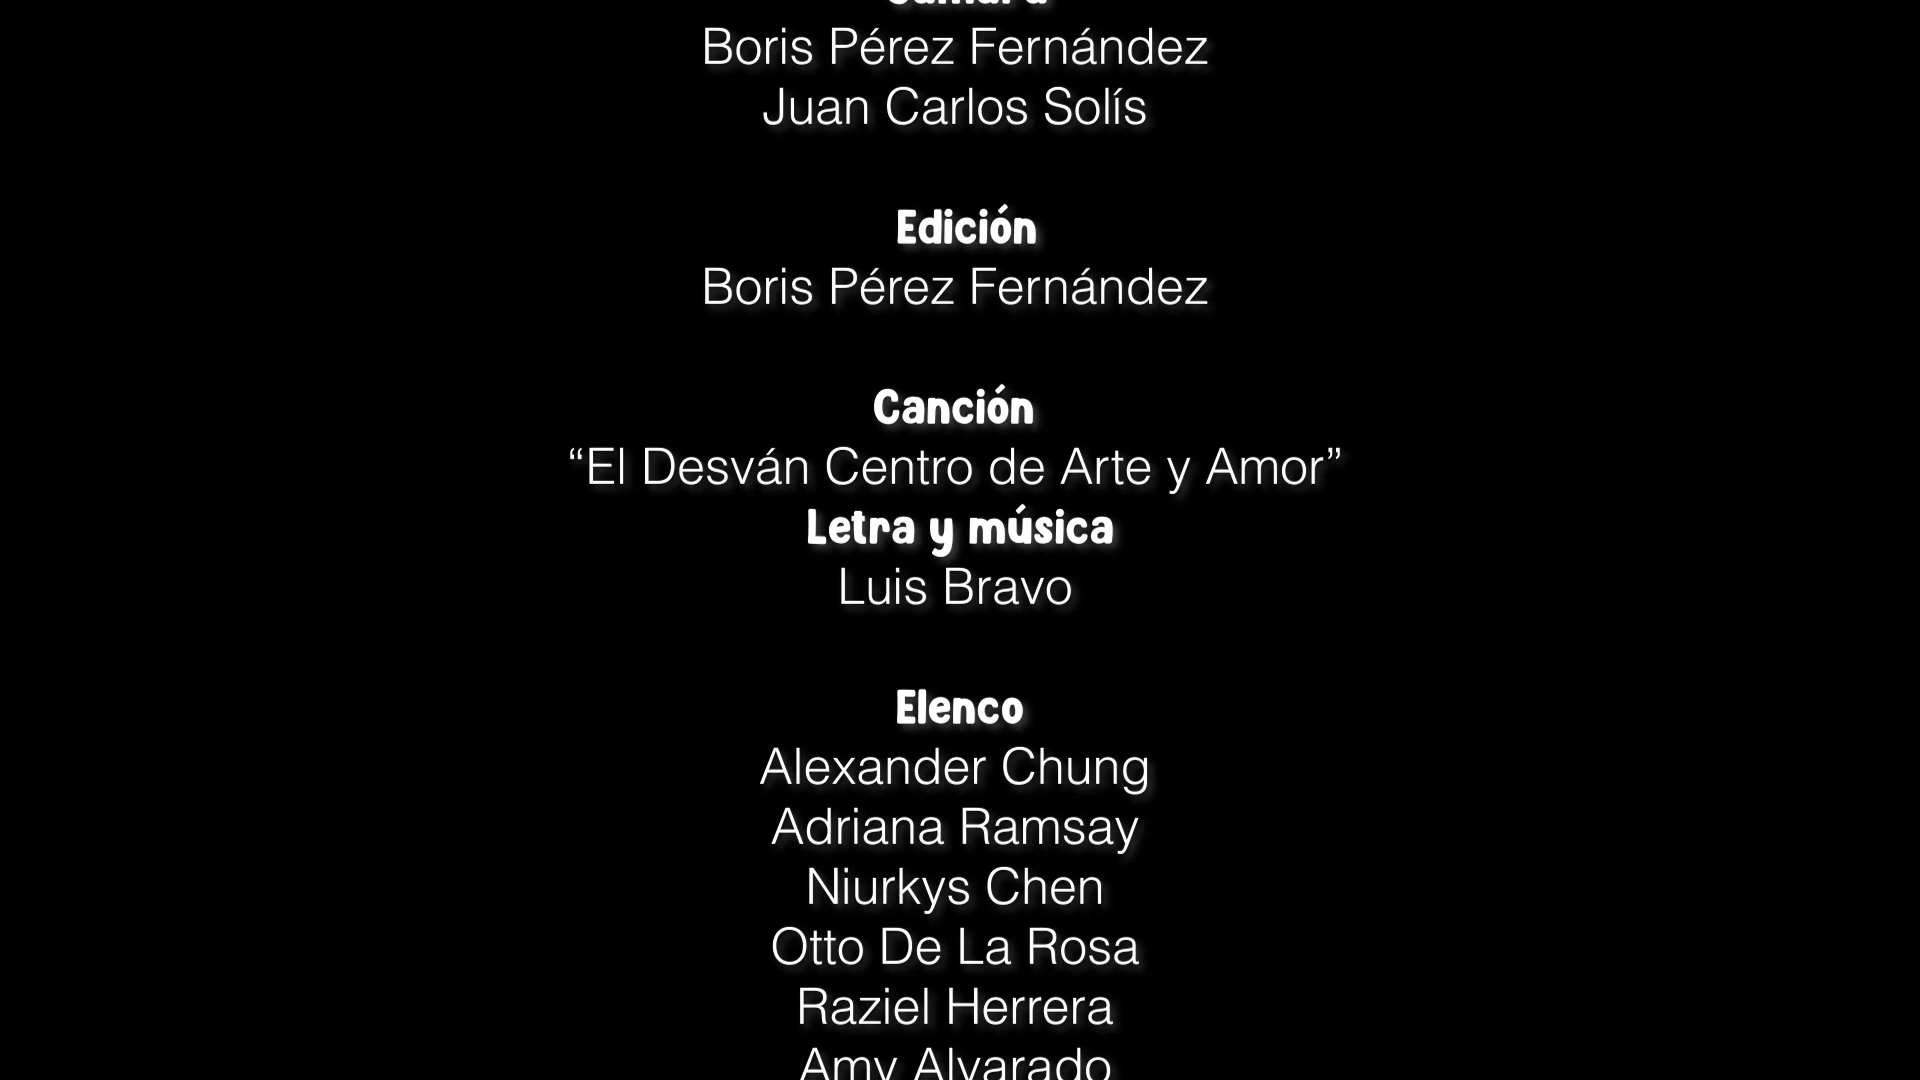 Cámara
Boris Pérez Fernández
Juan Carlos Solís
Edición
Boris Pérez Fernández
Canción
“El Desván Centro de Arte y Amor”
Letra y música
Luis Bravo
Elenco
Alexander Chung
Adriana Ramsay
Niurkys Chen
Otto De La Rosa
Raziel Herrera
Amy Alvarado